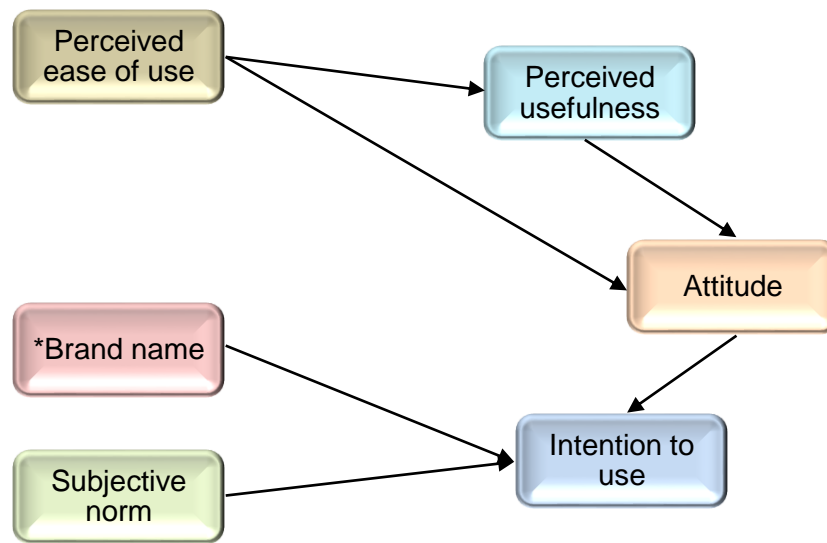 Perceived
ease of use
Perceived
usefulness
Attitude
*Brand name
Intention to
use
Subjective
norm